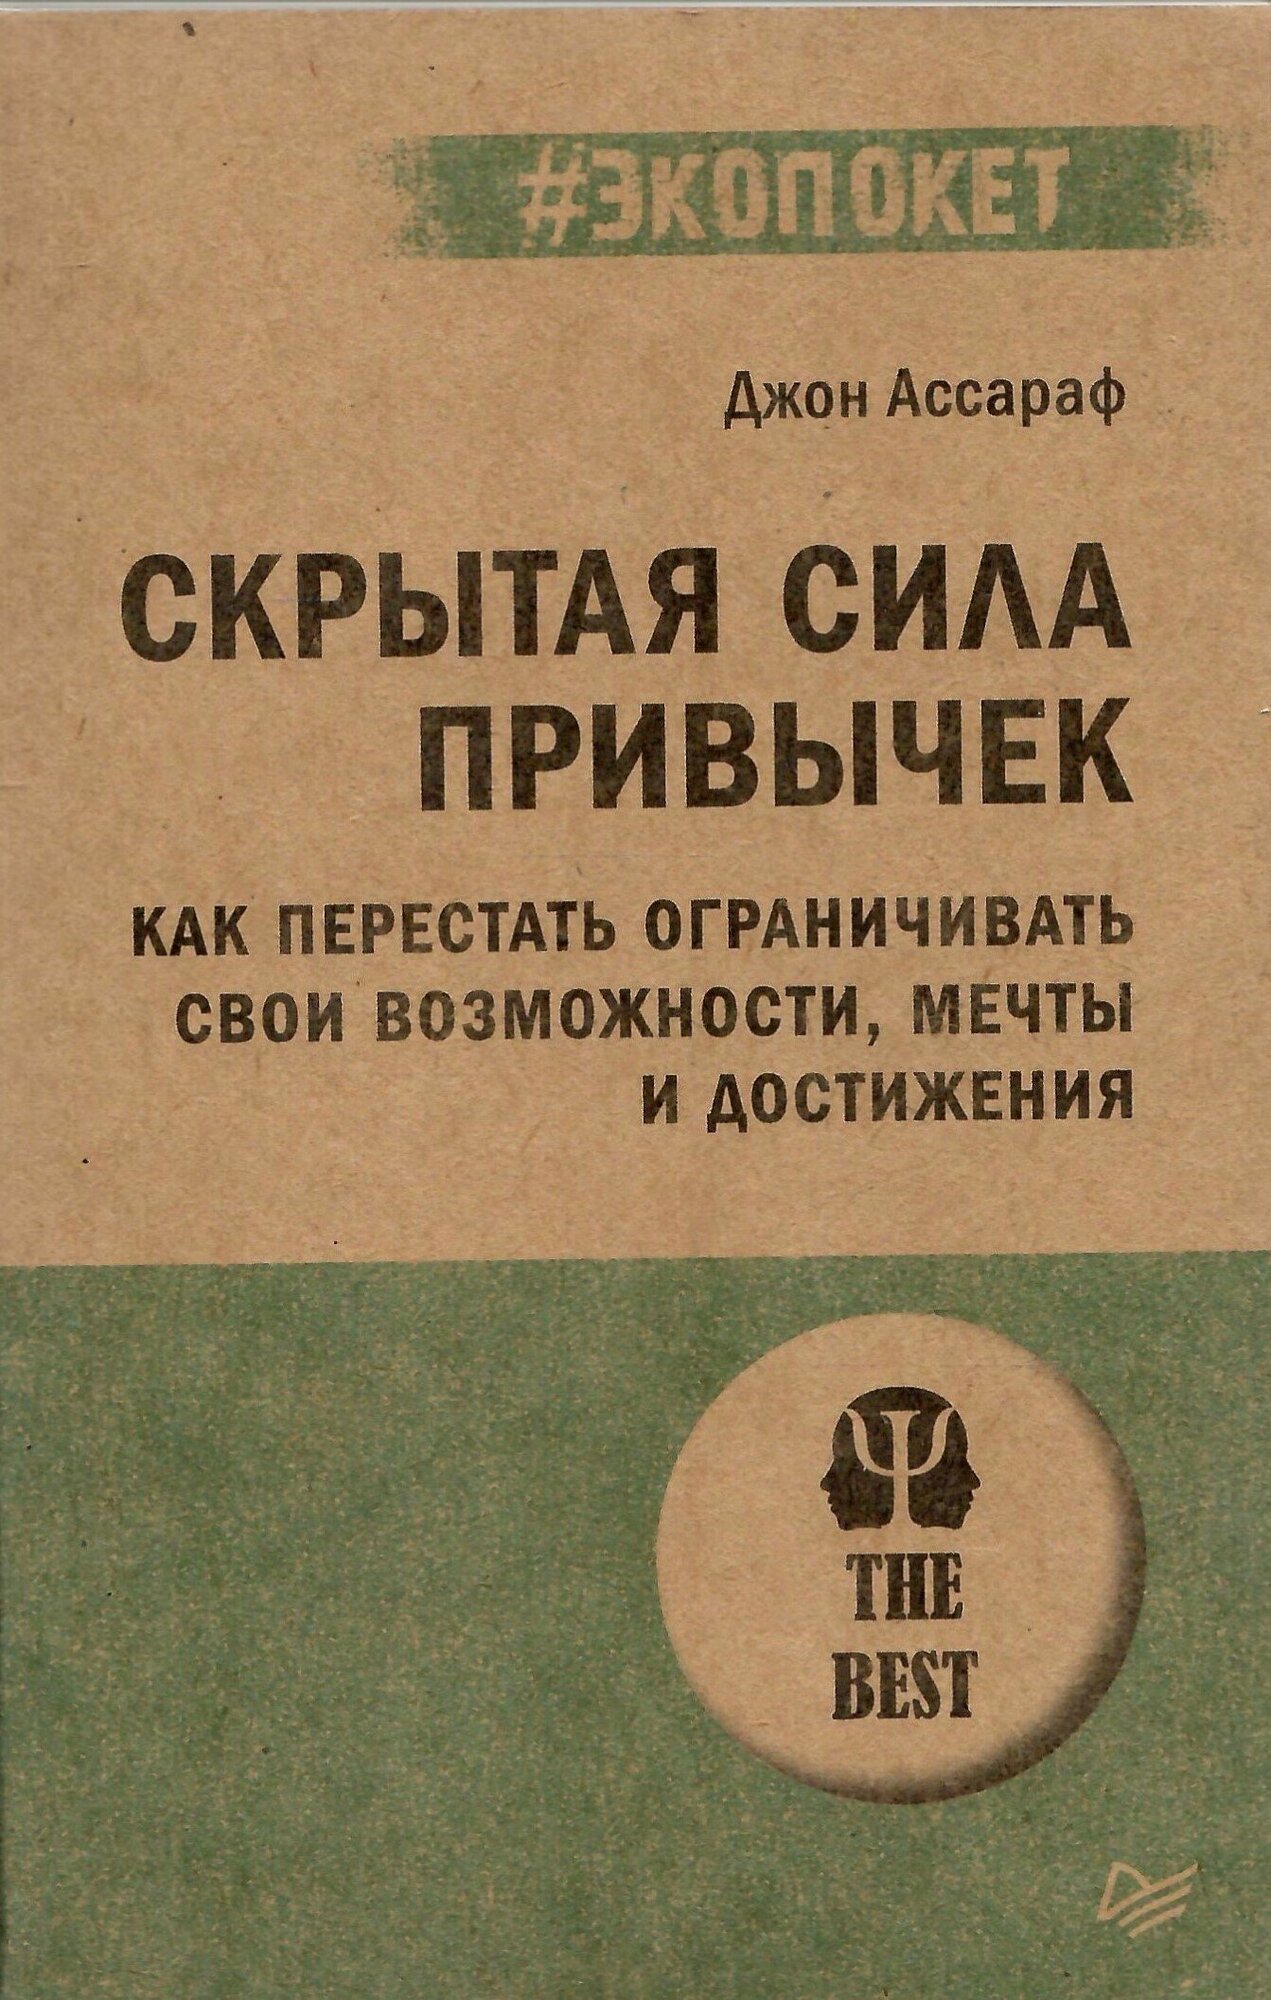 #ЭКОПОКЕТ
Джон Ассараф
СКРЫТАЯ СИЛА
ПРИВЫЧЕК
КАК ПЕРЕСТАТЬ ОГРАНИЧИВАТЬ
СВОИ ВОЗМОЖНОСТИ, МЕЧТЫ
И ДОСТИЖЕНИЯ
THE
BEST